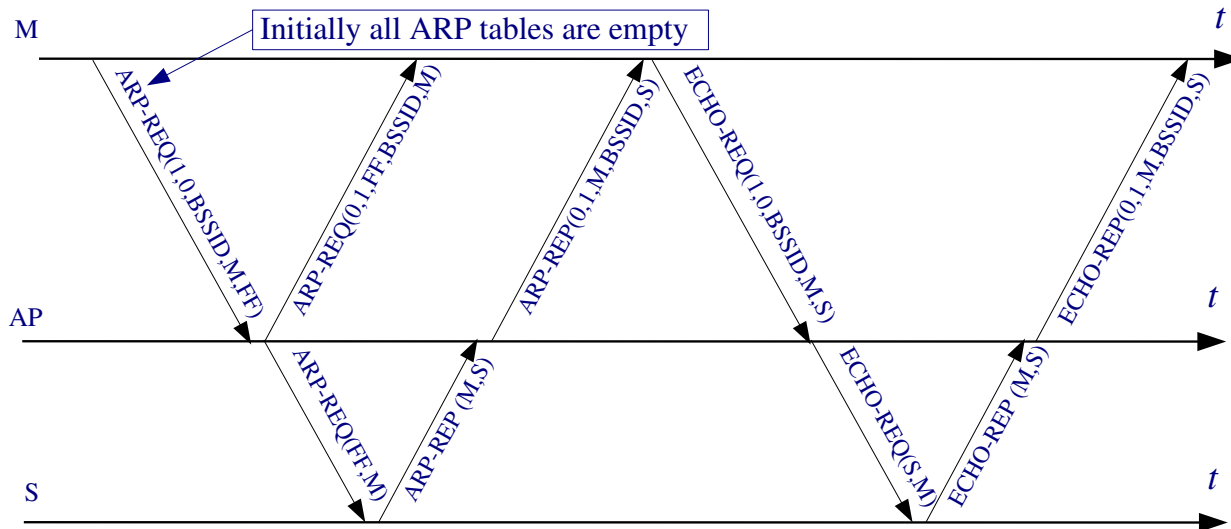 M
Initially all ARP tables are empty
t
ARP-REQ(1,0,BSSID,M,FF)
ARP-REQ(0,1,FF,BSSID,M)
ARP-REP(0,1,M,BSSID,S)
ECHO-REQ(1,0,BSSID,M,S)
ECHO-REP(0,1,M,BSSID,S)
AP
t
ARP-REQ(FF,M)
ARP-REP (M,S)
ECHO-REQ(S,M)
ECHO-REP (M,S)
S
t